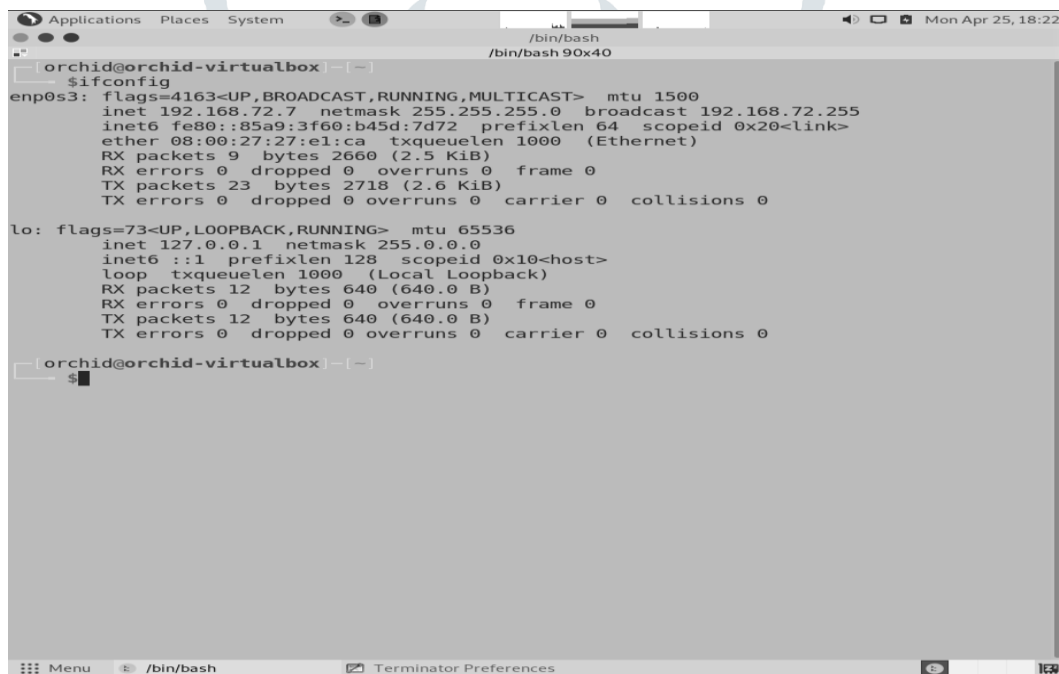 Applications Places System Mon Apr 25, 18:22
/bin/bash
/bin/bash 90x40
[orchid@orchid-virtualbox]-[~]
$ifconfig
enp0s3: flags=4163<UP,BROADCAST,RUNNING,MULTICAST> mtu 1500
inet 192.168.72.7 netmask 255.255.255.0 broadcast 192.168.72.255
inet6 fe80::85a9:3f60:b45d:7d72 prefixlen 64 scopeid 0x20<link>
ether 08:00:27:27:e1:ca txqueuelen 1000 (Ethernet)
RX packets 9 bytes 2660 (2.5 KiB)
RX errors 0 dropped 0 overruns 0 frame 0
TX packets 23 bytes 2718 (2.6 KiB)
TX errors 0 dropped 0 overruns 0 carrier 0 collisions 0
lo: flags=73<UP,LOOPBACK,RUNNING> mtu 65536
inet 127.0.0.1 netmask 255.0.0.0
inet6 ::1 prefixlen 128 scopeid 0x10<host>
loop txqueuelen 1000 (Local Loopback)
RX packets 12 bytes 640 (640.0 B)
RX errors 0 dropped 0 overruns 0 frame 0
TX packets 12 bytes 640 (640.0 B)
TX errors 0 dropped 0 overruns 0 carrier 0 collisions 0
[orchid@orchid-virtualbox]-[~]
$
Menu /bin/bash Terminator Preferences